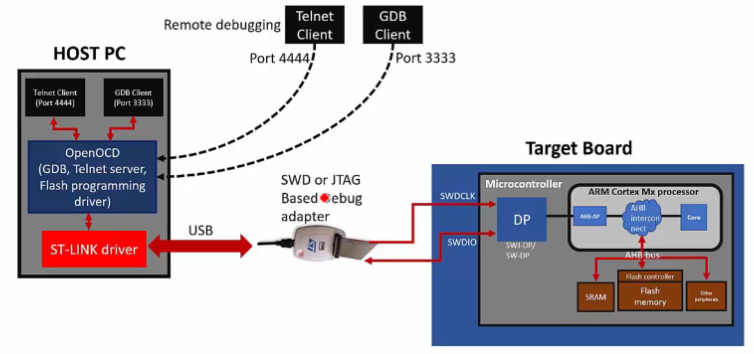 Remote debugging
Telnet
Client
GDB
Client
Port 4444
Port 3333
HOST PC
Telnet Client
(Port 4444)
GDB Client
(Port 3333)
OpenOCD
(GDB, Telnet server,
Flash programming
driver)
ST-LINK driver
USB
SWD or JTAG
Based debug
adapter
Target Board
Microcontroller
ARM Cortex Mx processor
SWDCLK
SWDIO
DP
SWJ-DP/
SW-DP
AHB-AP
AHB
interconn
ect
Core
AHB bus
SRAM
Flash controller
Flash
memory
Other
peripherals